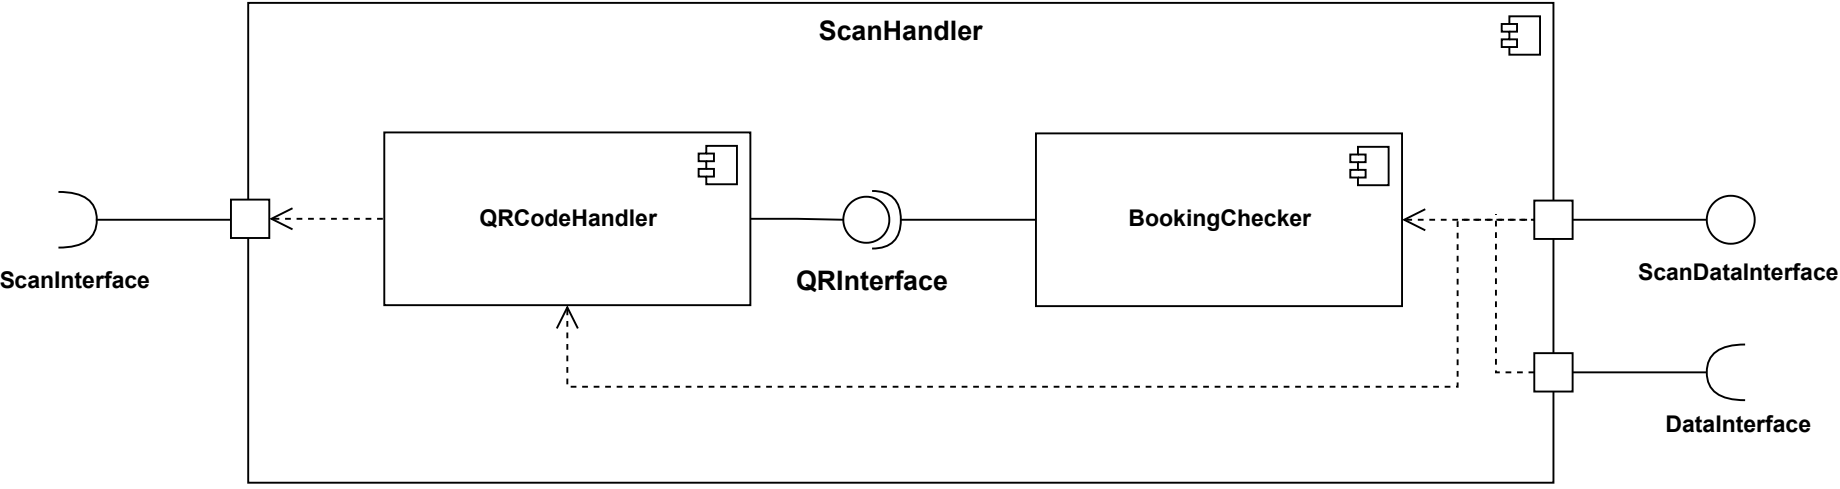 ScanHandler
QRCodeHandler
BookingChecker
ScanInterface
QRInterface
ScanDataInterface
DataInterface